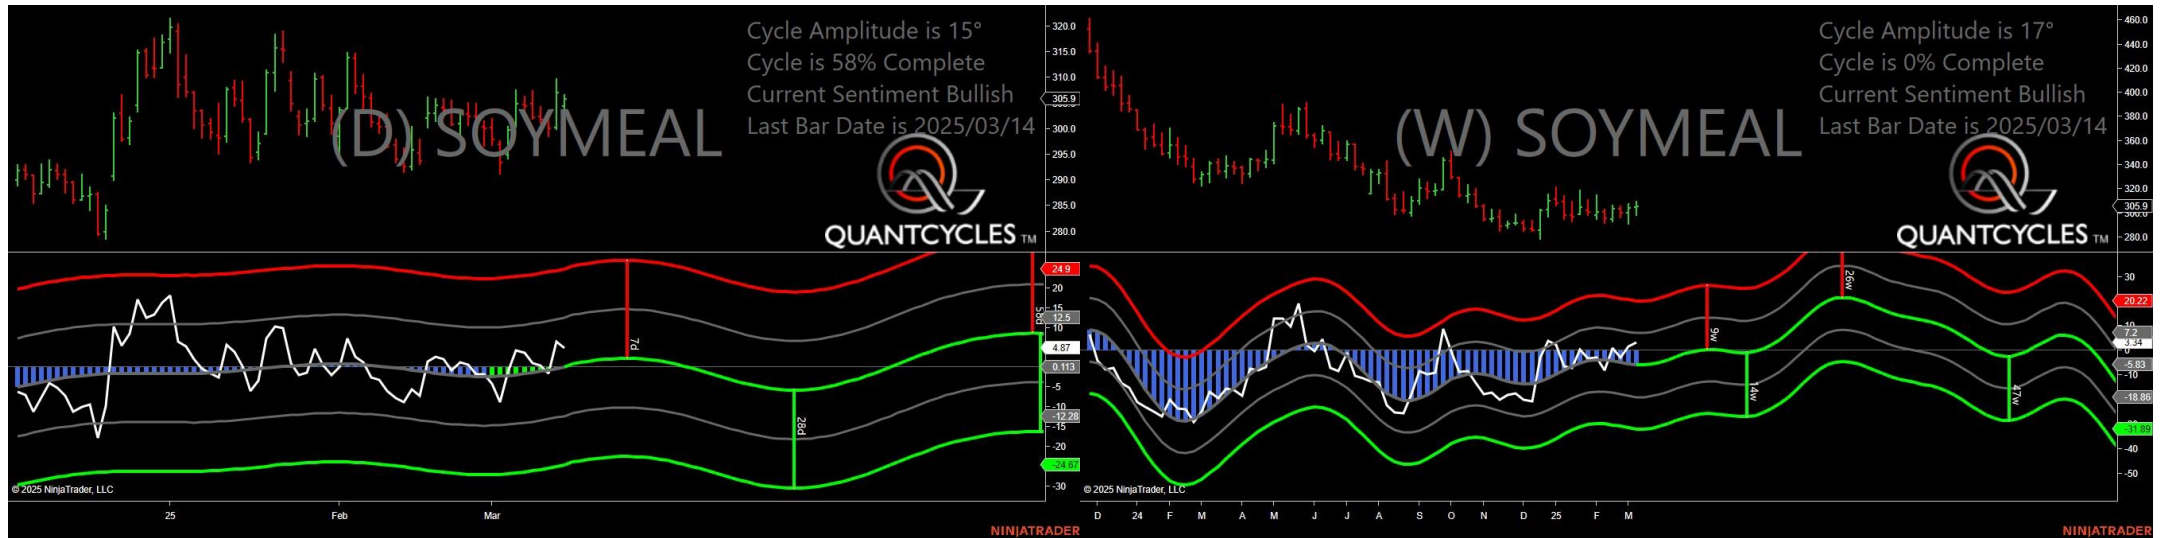 Cycle Amplitude is 15°
Cycle is 58% Complete
Current Sentiment Bullish
Last Bar Date is 2025/03/14
(D) SOYMEAL
QUANTCYCLES TM
320.0
315.0
310.0
305.9
300.0
295.0
290.0
285.0
280.0
24.9
20
15
12.5
10
4.87
0.113
-5
-10
-12.28
-15
-20
-24.67
-30
7d
28d
58d
© 2025 NinjaTrader, LLC
25 Feb Mar
NINJATRADER
Cycle Amplitude is 17°
Cycle is 0% Complete
Current Sentiment Bullish
Last Bar Date is 2025/03/14
(W) SOYMEAL
QUANTCYCLES TM
460.0
440.0
420.0
400.0
380.0
360.0
340.0
320.0
305.9
300.0
280.0
30
20.22
10
7.2
3.34
0
-5.83
-10
-18.86
-31.89
-40
-50
9w
14w
26w
47w
© 2025 NinjaTrader, LLC
D 24 F M A M J J A S O N D 25 F M
NINJATRADER